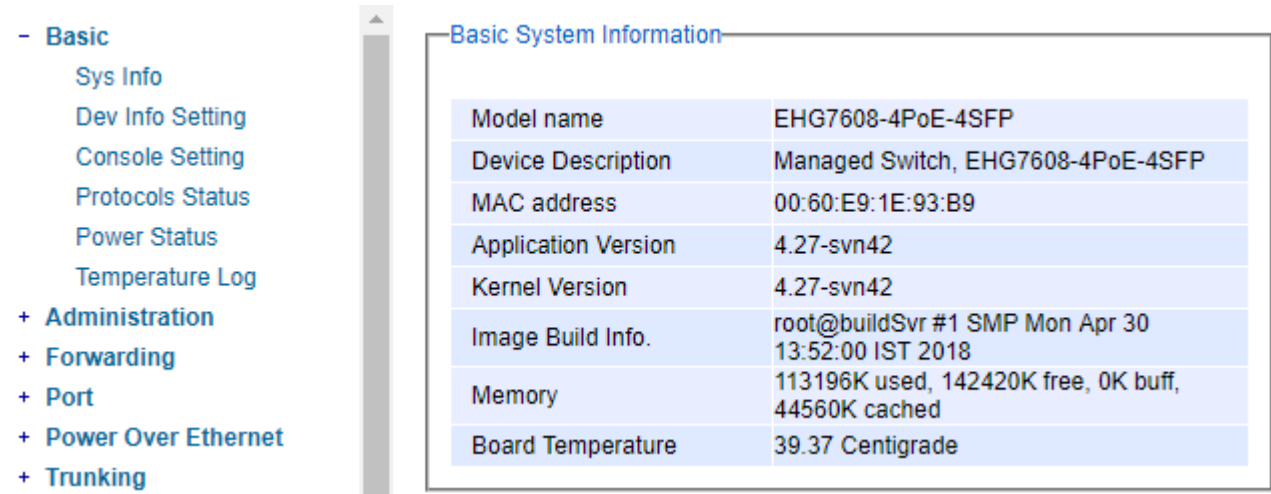 − Basic
Sys Info
Dev Info Setting
Console Setting
Protocols Status
Power Status
Temperature Log
+ Administration
+ Forwarding
+ Port
+ Power Over Ethernet
+ Trunking
Basic System Information
Model name EHG7608-4PoE-4SFP
Device Description Managed Switch, EHG7608-4PoE-4SFP
MAC address 00:60:E9:1E:93:B9
Application Version 4.27-svn42
Kernel Version 4.27-svn42
Image Build Info. root@buildSvr #1 SMP Mon Apr 30
13:52:00 IST 2018
Memory 113196K used, 142420K free, 0K buff,
44560K cached
Board Temperature 39.37 Centigrade